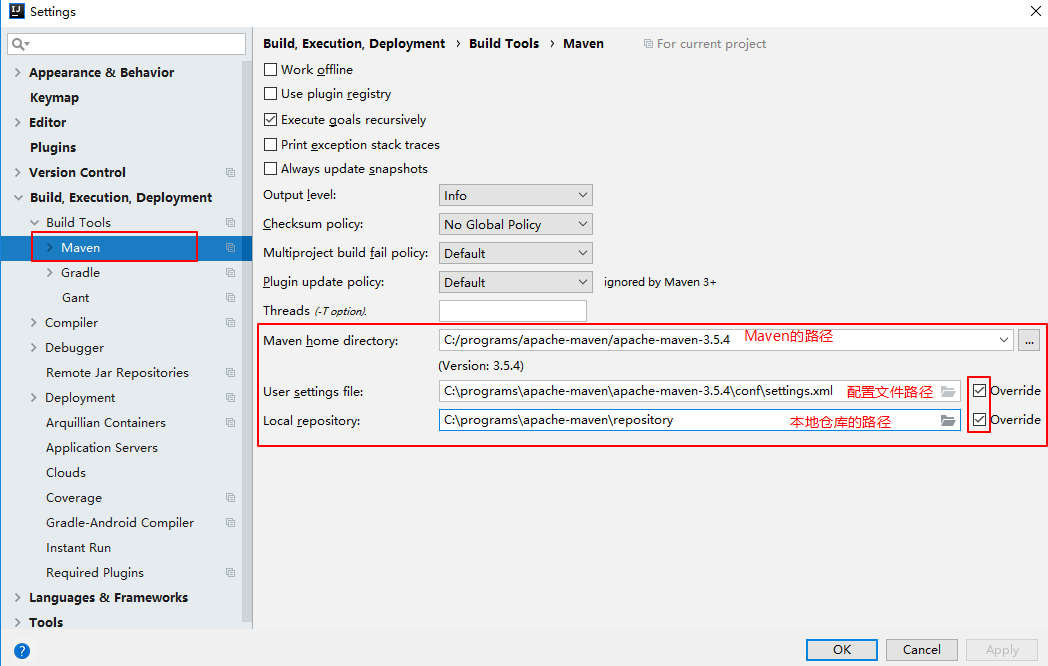 Settings
Appearance & Behavior
Keymap
Editor
Plugins
Version Control
Build, Execution, Deployment
Build Tools
Maven
Gradle
Gant
Compiler
Debugger
Remote Jar Repositories
Deployment
Arquillian Containers
Application Servers
Clouds
Coverage
Gradle-Android Compiler
Instant Run
Required Plugins
Languages & Frameworks
Tools
Build, Execution, Deployment › Build Tools › Maven For current project
Work offline
Use plugin registry
Execute goals recursively
Print exception stack traces
Always update snapshots
Output level: Info
Checksum policy: No Global Policy
Multiproject build fail policy: Default
Plugin update policy: Default ignored by Maven 3+
Threads (-T option).
Maven home directory: C:/programs/apache-maven/apache-maven-3.5.4 Maven的路径 ...
(Version: 3.5.4)
User settings file: C:\programs\apache-maven\apache-maven-3.5.4\conf\settings.xml 配置文件路径 Override
Local repository: C:\programs\apache-maven\repository 本地仓库的路径 Override
? OK Cancel Apply